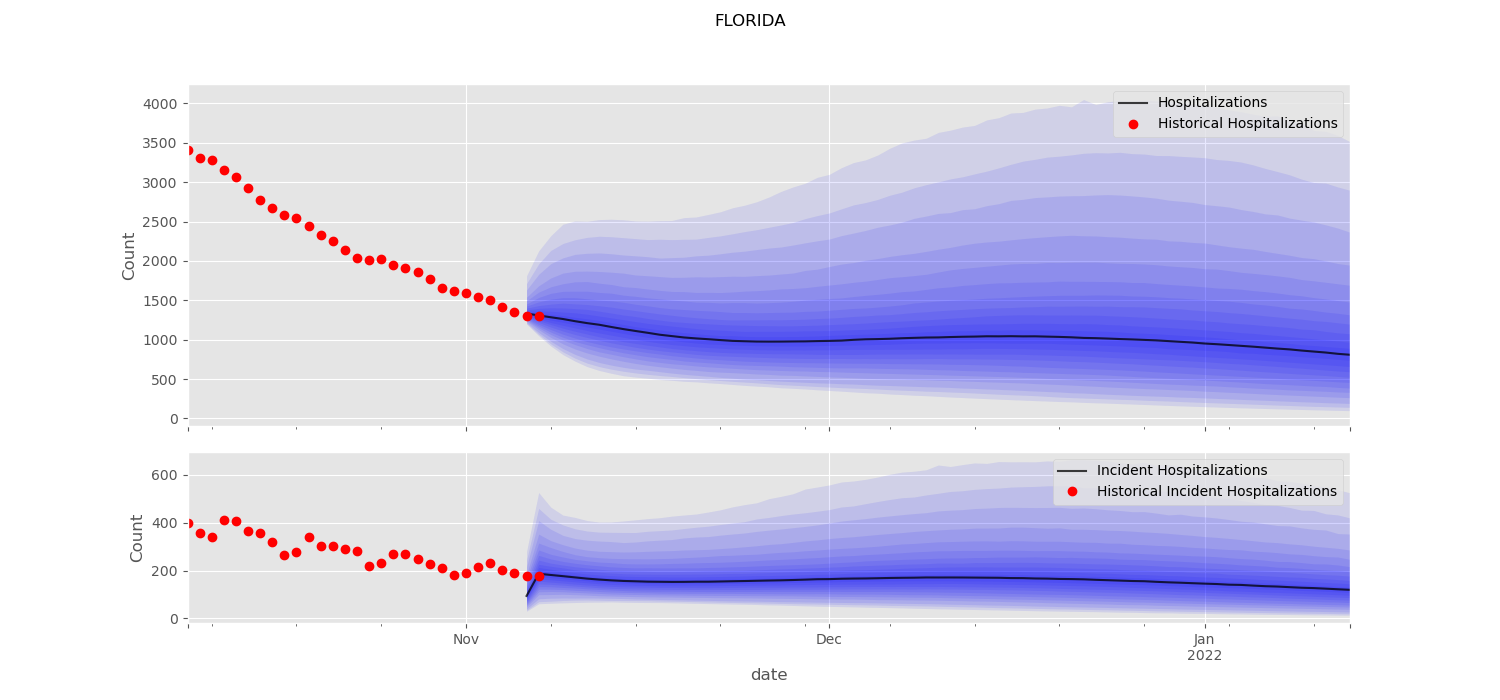 FLORIDA
Hospitalizations
Historical Hospitalizations
4000
3500
3000
2500
2000
1500
1000
500
0
Count
Incident Hospitalizations
Historical Incident Hospitalizations
600
400
200
0
Count
Nov
Dec
Jan
2022
date